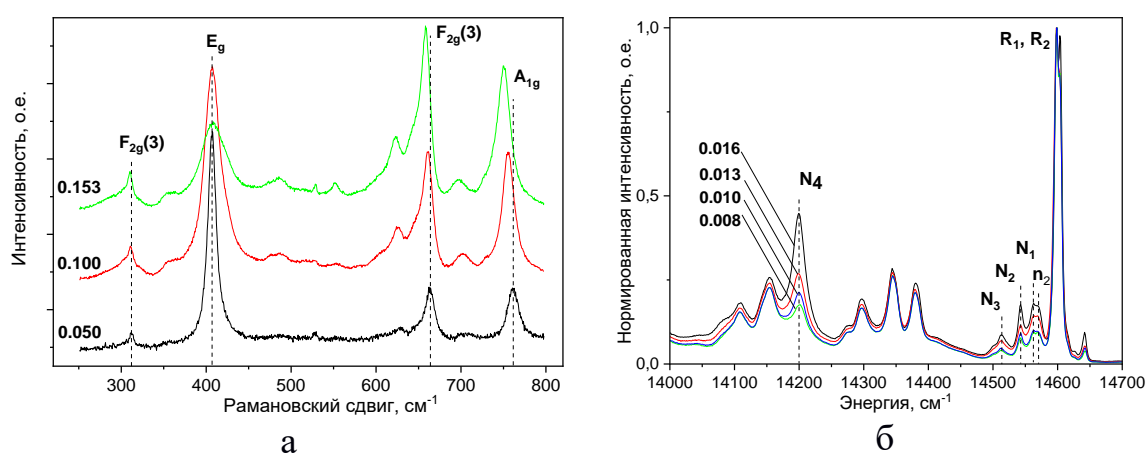 Интенсивность, о.е.
F2g(3)
Eg
F2g(3)
A1g
0.153
0.100
0.050
300 400 500 600 700 800
Рамановский сдвиг, см-1
а
Нормированная интенсивность, о.е.
1,0
0,5
0,0
R1, R2
0.016
0.013
0.010
0.008
N4
N3
N2
N1
n2
14000 14100 14200 14300 14400 14500 14600 14700
Энергия, см-1
б